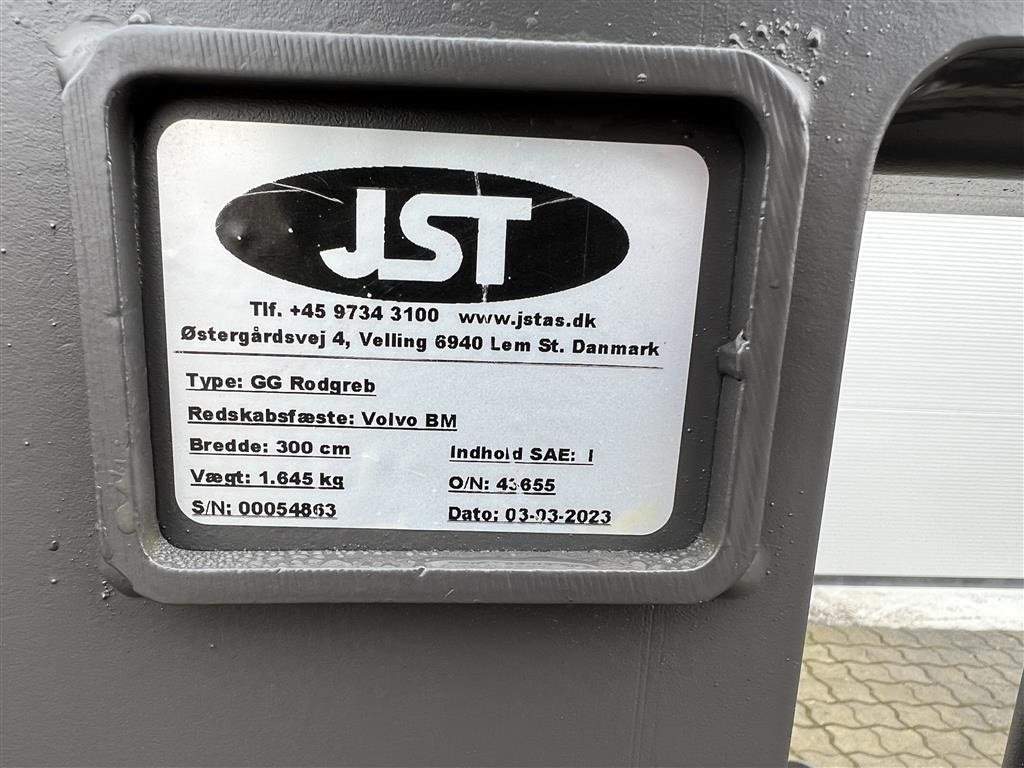 JST
Tlf. +45 9734 3100 www.jstas.dk
Østergårdsvej 4, Velling 6940 Lem St. Danmark
Type: GG Rodgreb
Redskabsfæste: Volvo BM
Bredde: 300 cm Indhold SAE: l
Vægt: 1.645 kg O/N: 43655
S/N: 00054863 Dato: 03-03-2023